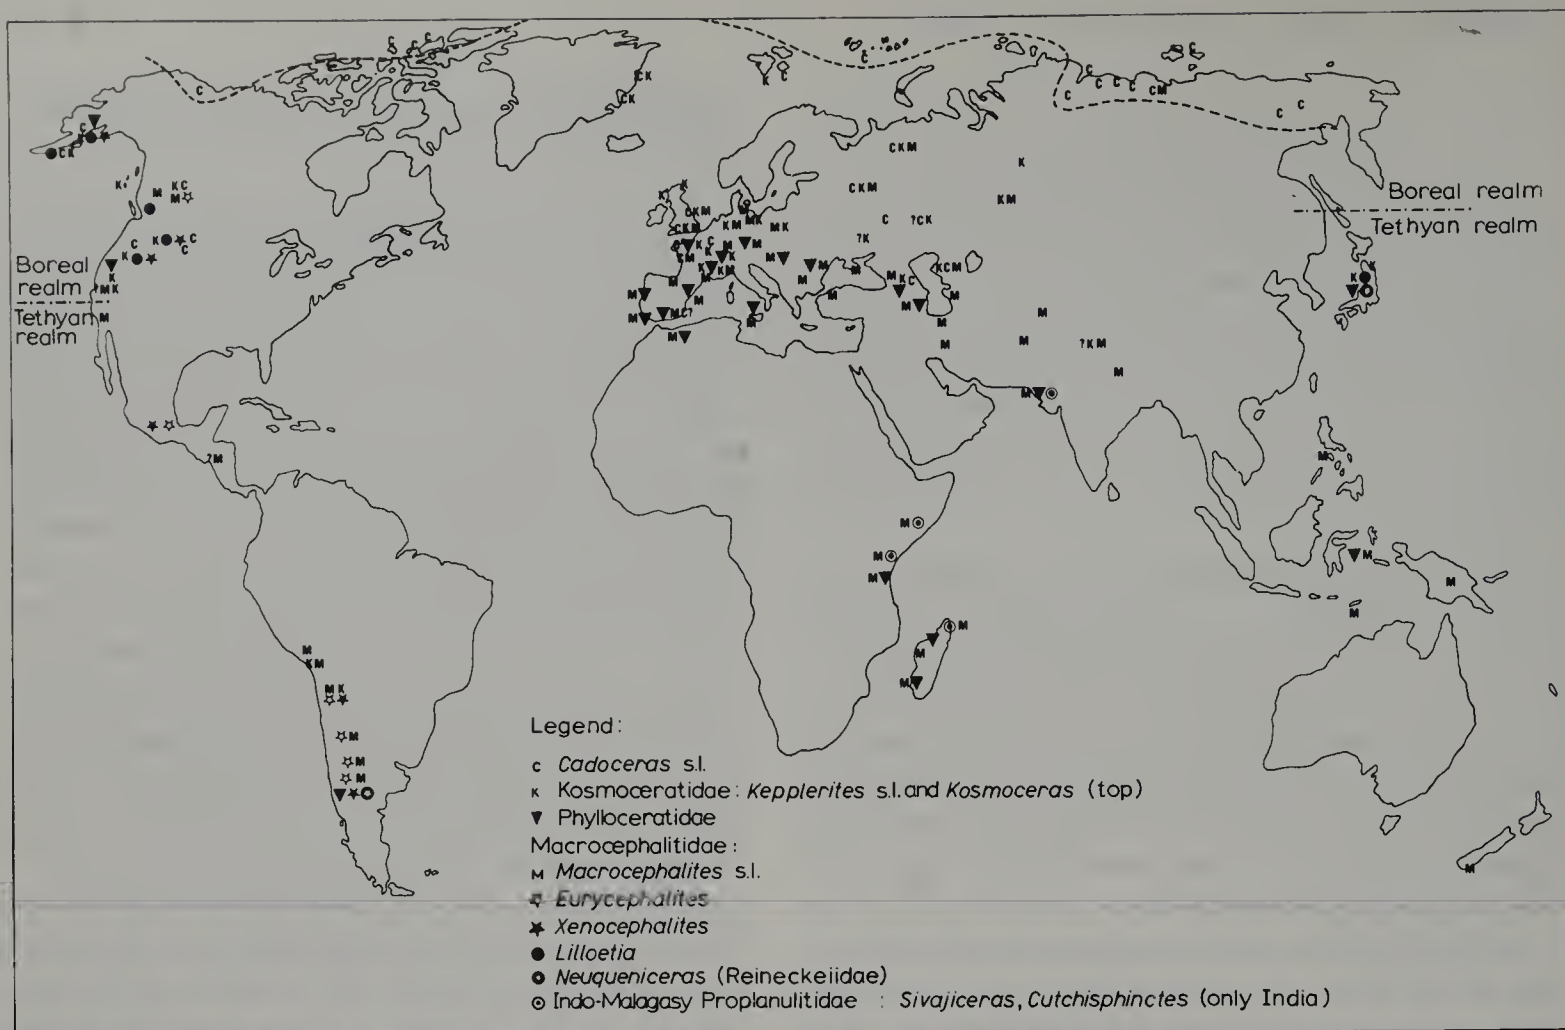 Boreal realm
Tethyan realm
Boreal
realm
Tethyan
realm
Legend:
c Cadoceras s.l.
K Kosmoceratidae: Kepplerites s.l. and Kosmoceras (top)
▼ Phylloceratidae
Macrocephalitidae:
M Macrocephalites s.l.
☆ Eurycephalites
★ Xenocephalites
● Lilloetia
Neuqueniceras (Reineckeiidae)
⊙ Indo-Malagasy Proplanulitidae : Sivajiceras, Cutchisphinctes (only India)